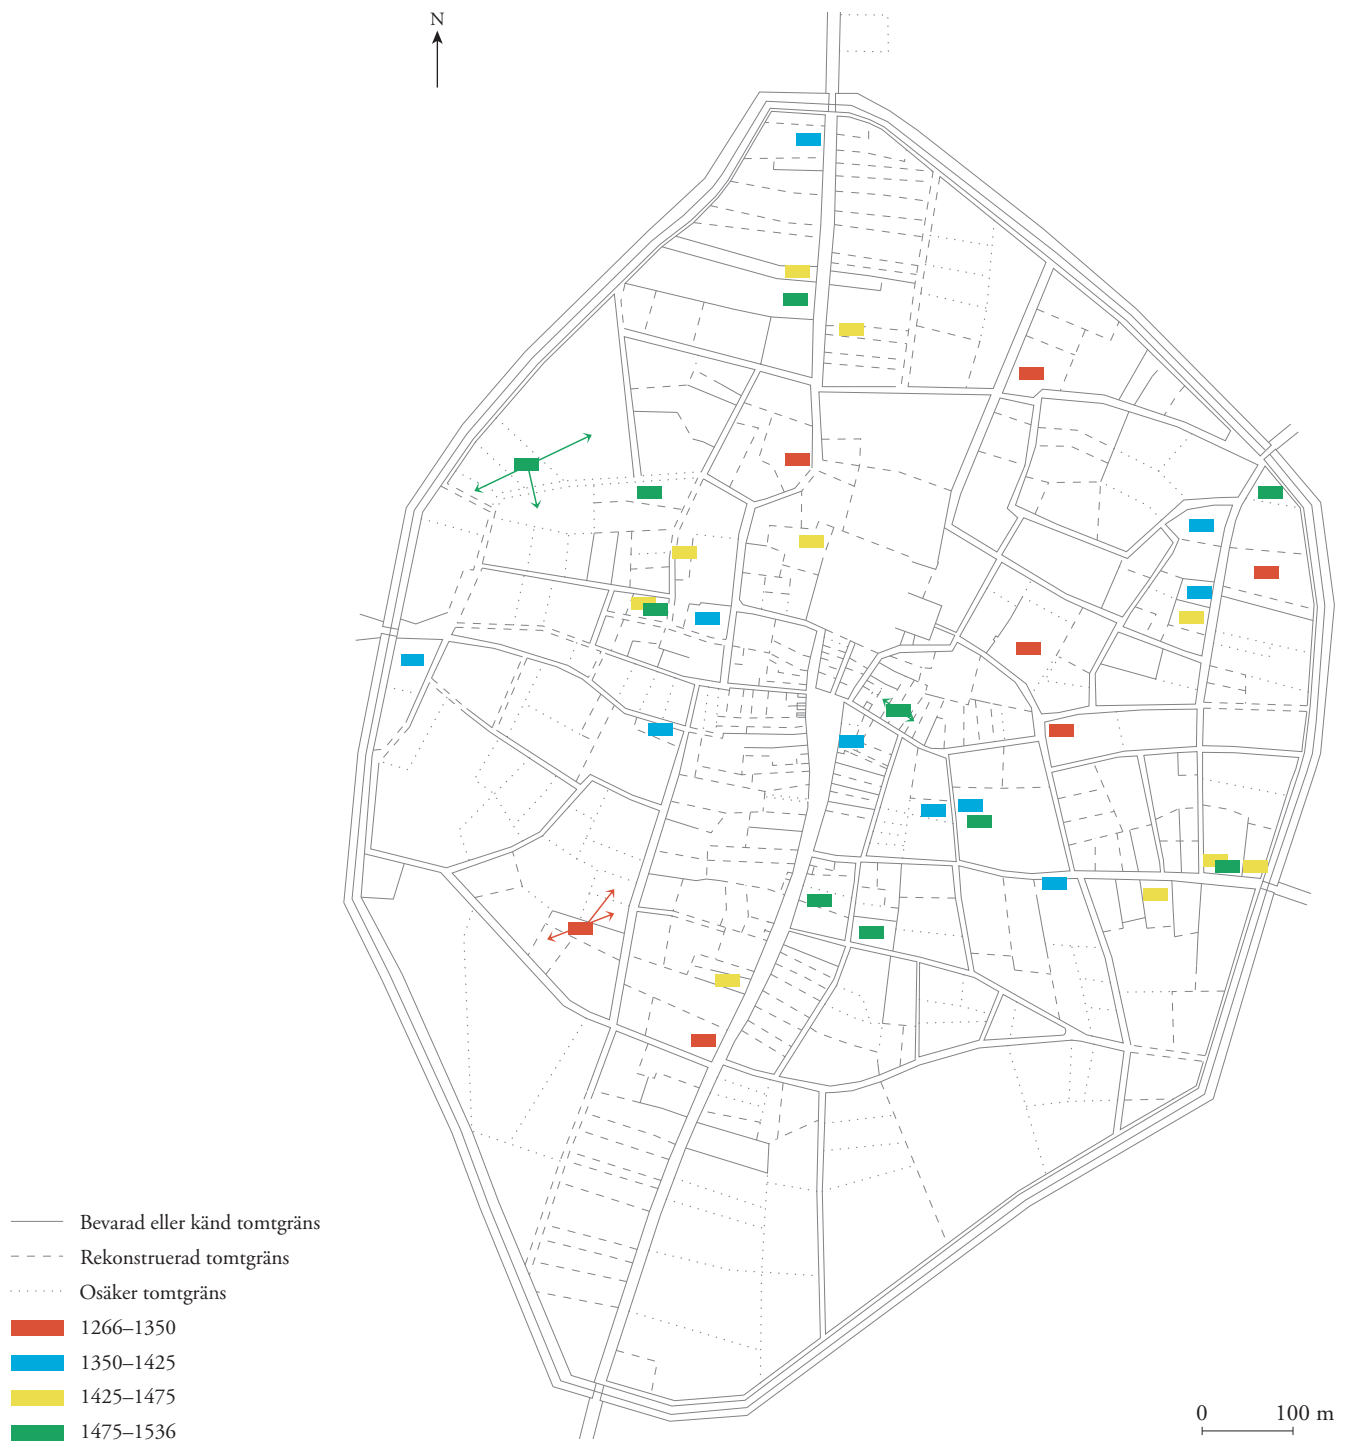 N
Bevarad eller känd tomtgräns
Rekonstruerad tomtgräns
Osäker tomtgräns
1266–1350
1350–1425
1425–1475
1475–1536
0 100 m